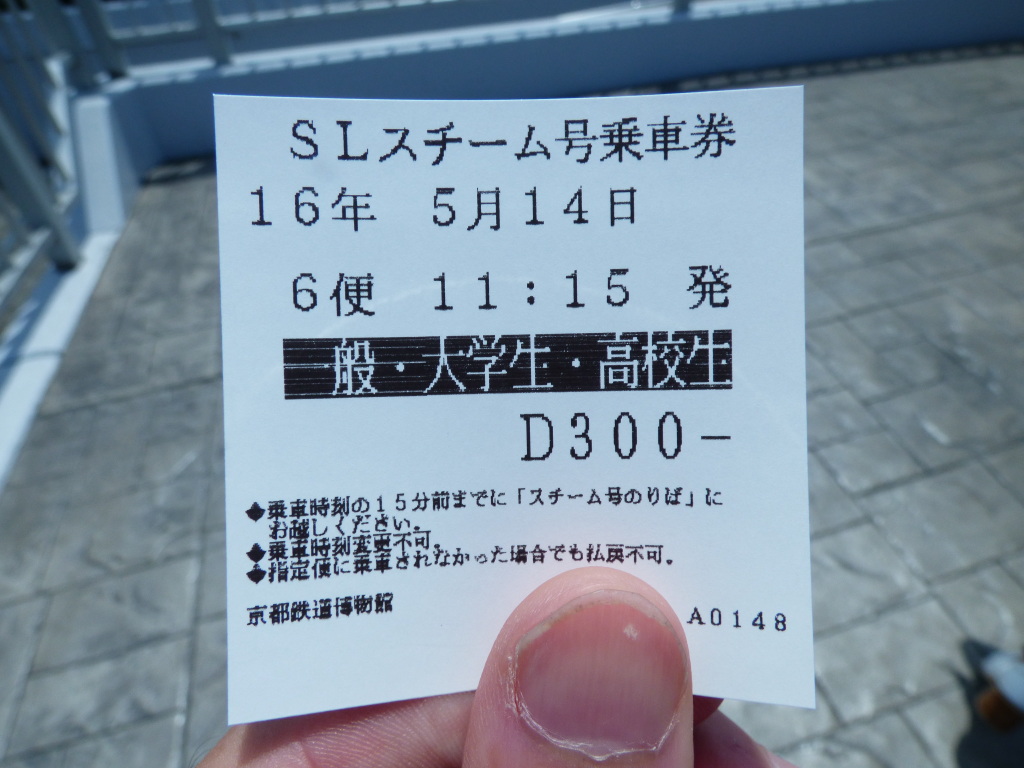 SLスチーム号乗車券
16年 5月14日
6便 11:15 発
一般・大学生・高校生
D300-
◆乗車時刻の15分前までに「スチーム号のりば」に
お越しください。
◆乗車時刻変更不可。
◆指定便に乗車されなかった場合でも払戻不可。
京都鉄道博物館 A0148